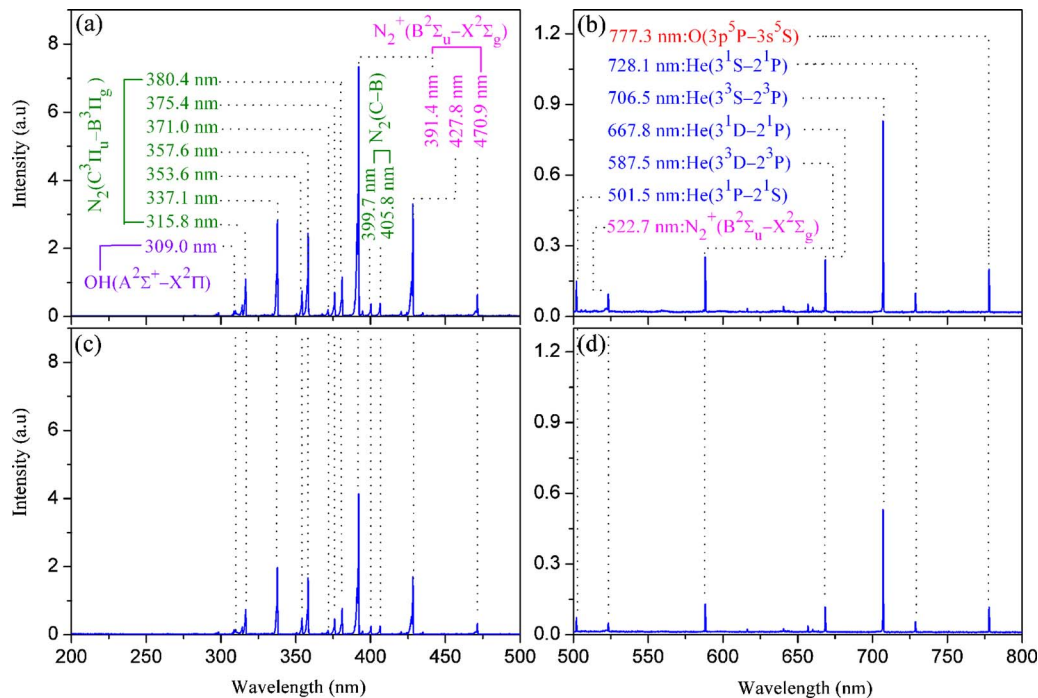 (a)
N₂⁺(B²Σᵤ–X²Σg)
N₂(C³Πᵤ–B³Πg)
380.4 nm
375.4 nm
371.0 nm
357.6 nm
353.6 nm
337.1 nm
315.8 nm
309.0 nm
OH(A²Σ⁺–X²Π)
399.7 nm
405.8 nm
N₂(C–B)
391.4 nm
427.8 nm
470.9 nm
Intensity (a.u)
8
6
4
2
0
(b)
777.3 nm:O(3p⁵P–3s⁵S)
728.1 nm:He(3¹S–2¹P)
706.5 nm:He(3³S–2³P)
667.8 nm:He(3¹D–2¹P)
587.5 nm:He(3³D–2³P)
501.5 nm:He(3¹P–2¹S)
522.7 nm:N₂⁺(B²Σᵤ–X²Σg)
Intensity (a.u)
1.2
0.9
0.6
0.3
0.0
(c)
Intensity (a.u)
8
6
4
2
0
200 250 300 350 400 450 500
Wavelength (nm)
(d)
Intensity (a.u)
1.2
0.9
0.6
0.3
0.0
500 550 600 650 700 750 800
Wavelength (nm)